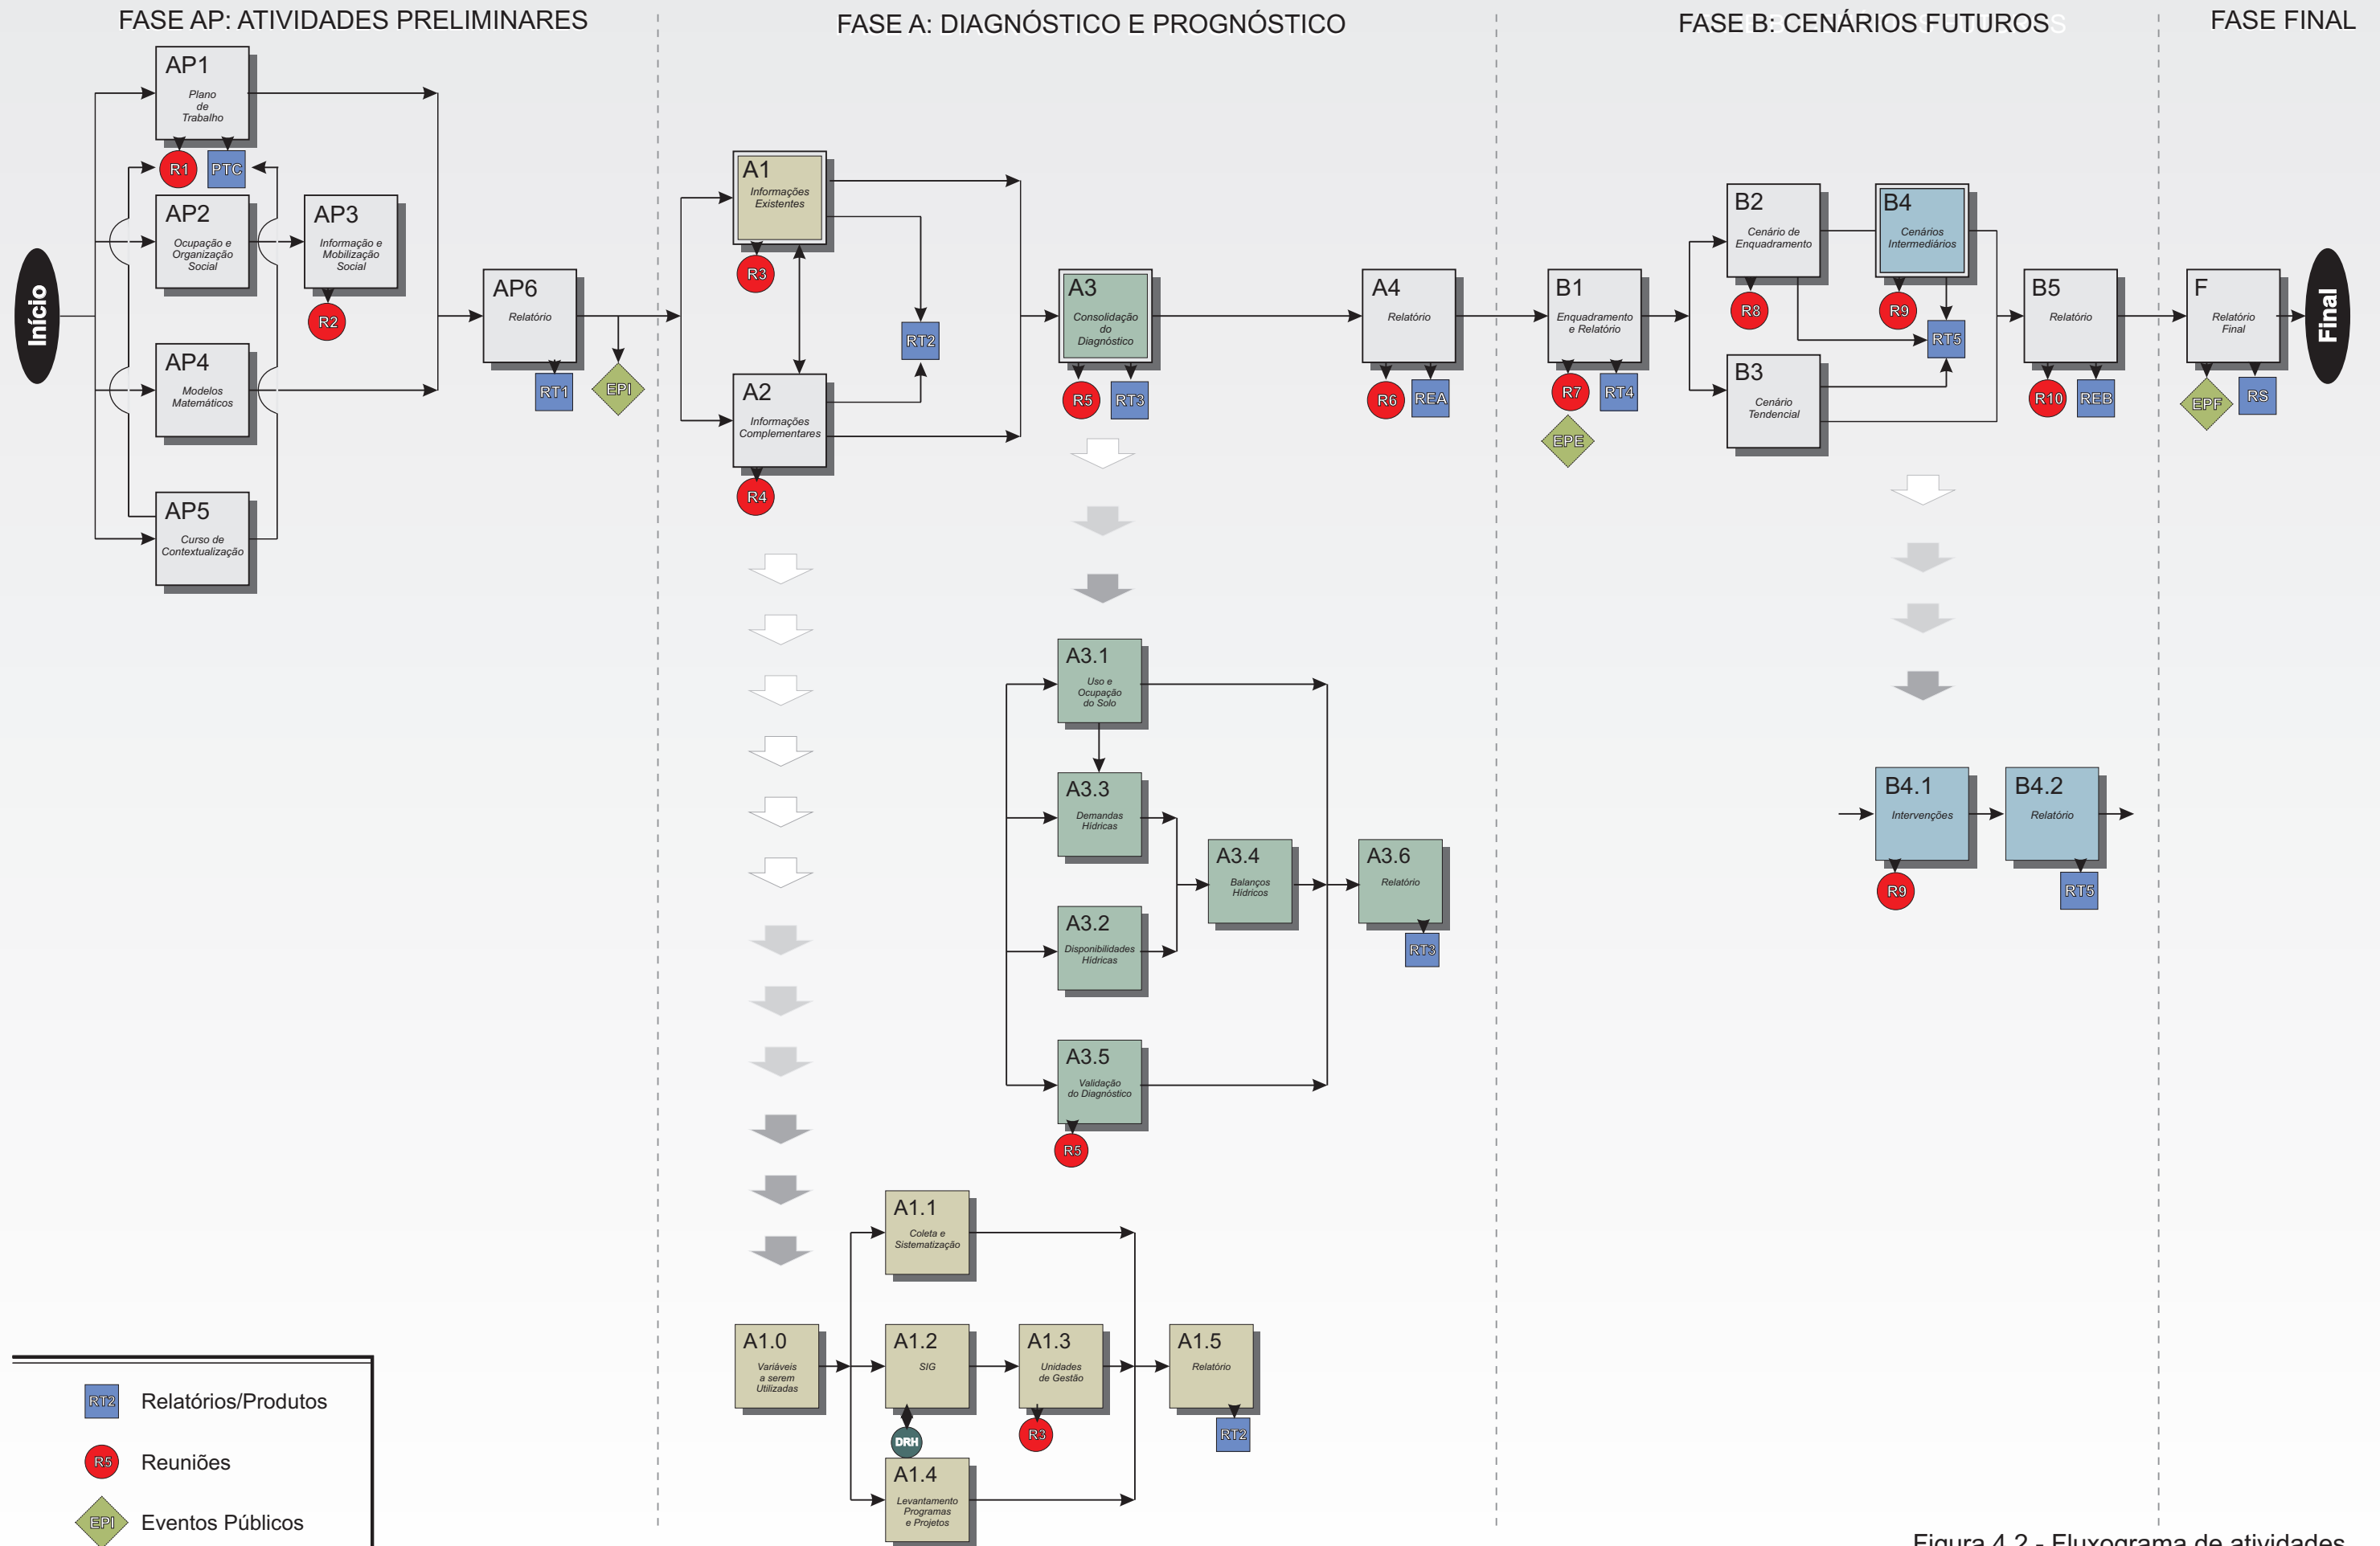 FASE AP: ATIVIDADES PRELIMINARES
FASE A: DIAGNÓSTICO E PROGNÓSTICO
FASE B: CENÁRIOS FUTUROS
FASE FINAL
Início
AP1
Plano
de
Trabalho
R1
PTC
AP2
Ocupação e
Organização
Social
AP3
Informação e
Mobilização
Social
R2
AP4
Modelos
Matemáticos
AP5
Curso de
Contextualização
AP6
Relatório
RT1
EPI
A1
Informações
Existentes
R3
RT2
A2
Informações
Complementares
R4
A3
Consolidação
do
Diagnóstico
R5
RT3
A4
Relatório
R6
REA
B1
Enquadramento
e Relatório
R7
RT4
EPE
B2
Cenário de
Enquadramento
R8
B4
Cenários
Intermediários
R9
RT5
B3
Cenário
Tendencial
B5
Relatório
R10
REB
F
Relatório
Final
EPF
RS
Final
A3.1
Uso e
Ocupação
do Solo
A3.3
Demandas
Hídricas
A3.4
Balanços
Hídricos
A3.6
Relatório
RT3
A3.2
Disponibilidades
Hídricas
A3.5
Validação
do Diagnóstico
R5
B4.1
Intervenções
R9
B4.2
Relatório
RT5
A1.1
Coleta e
Sistematização
A1.0
Variáveis
a serem
Utilizadas
A1.2
SIG
DRH
A1.3
Unidades
de Gestão
R3
A1.5
Relatório
RT2
A1.4
Levantamento
Programas
e Projetos
RT2
Relatórios/Produtos
R5
Reuniões
EPI
Eventos Públicos
Figura 4.2 - Fluxograma de atividades